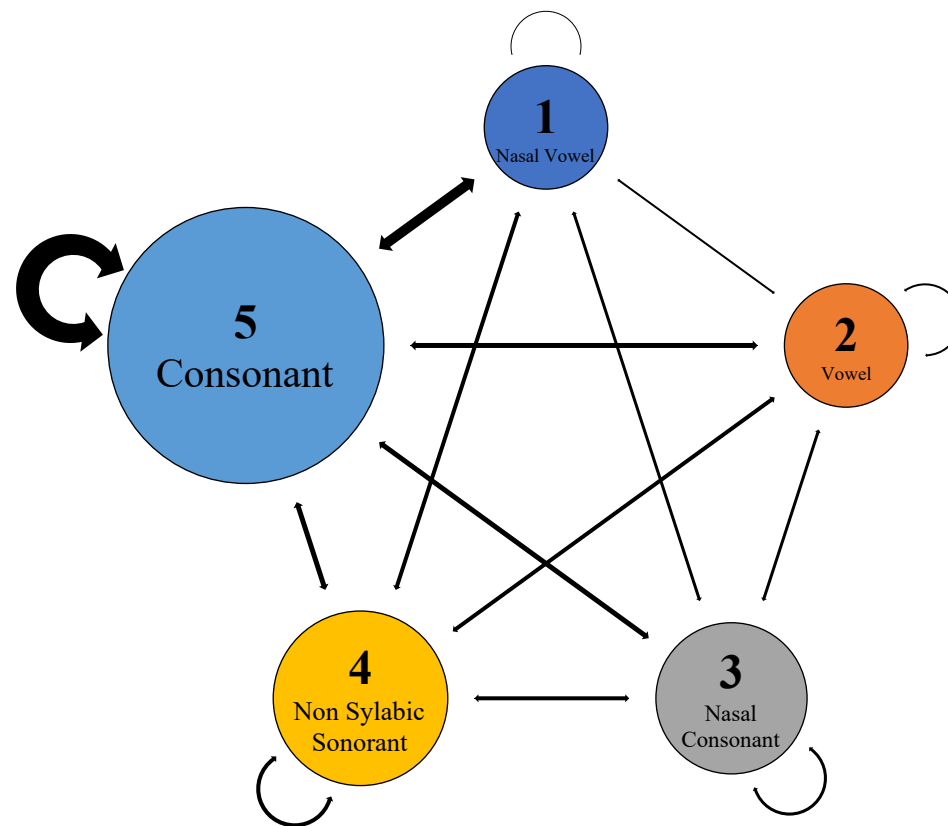 1
Nasal Vowel
2
Vowel
3
Nasal
Consonant
4
Non Sylabic
Sonorant
5
Consonant